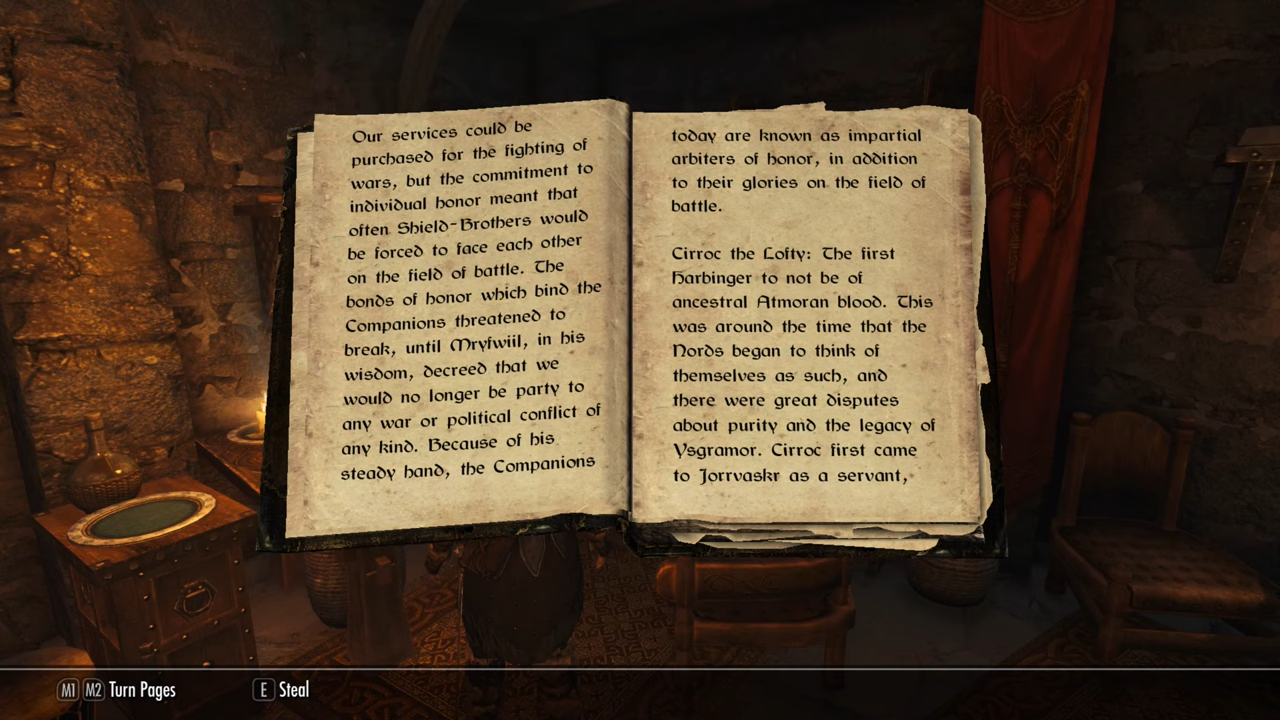 Our services could be
purchased for the fighting of
wars, but the commitment to
individual honor meant that
often Shield-Brothers would
be forced to face each other
on the field of battle. The
bonds of honor which bind the
Companions threatened to
break, until Mryfwiil, in his
wisdom, decreed that we
would no longer be party to
any war or political conflict of
any kind. Because of his
steady hand, the Companions
today are known as impartial
arbiters of honor, in addition
to their glories on the field of
battle.
Cirroc the Lofty: The first
Harbinger to not be of
ancestral Atmoran blood. This
was around the time that the
Nords began to think of
themselves as such, and
there were great disputes
about purity and the legacy of
Ysgramor. Cirroc first came
to Jorrvaskr as a servant,
M1 M2 Turn Pages
E Steal